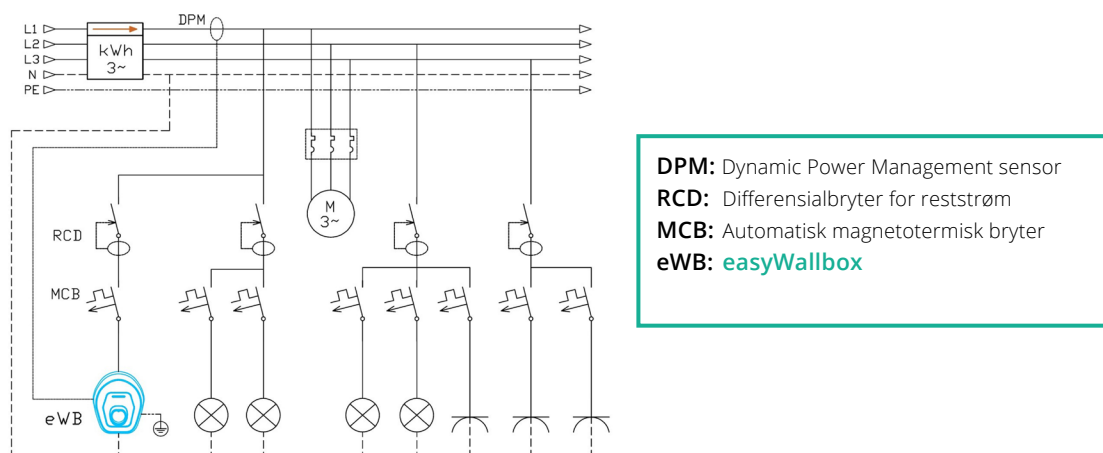 DPM
L1
L2
L3
N
PE
kWh
3~
M
3~
RCD
MCB
eWB
DPM: Dynamic Power Management sensor
RCD: Differensialbryter for reststrøm
MCB: Automatisk magnetotermisk bryter
eWB: easyWallbox